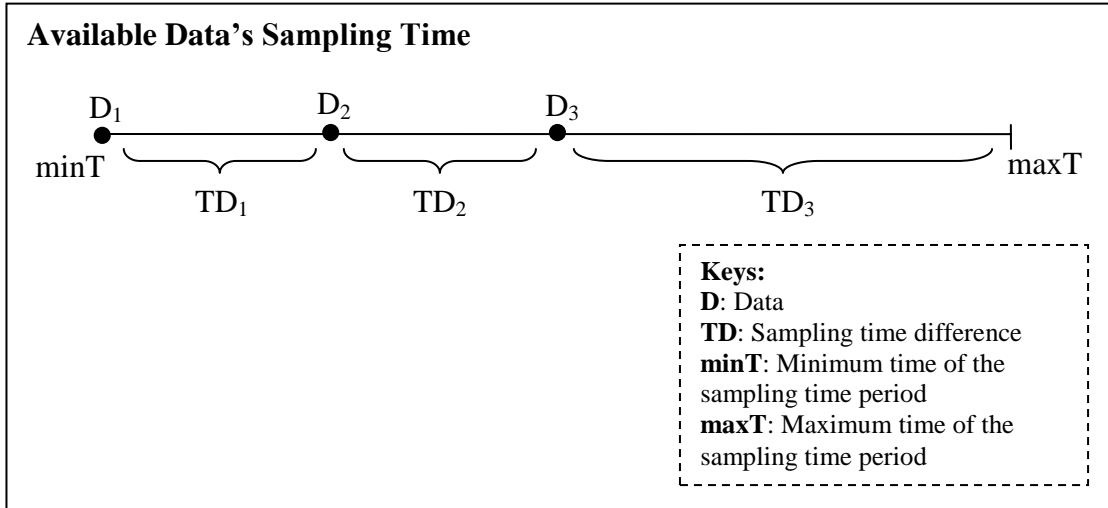 Available Data's Sampling Time
D₁ D₂ D₃
minT maxT
TD₁ TD₂ TD₃
Keys:
D: Data
TD: Sampling time difference
minT: Minimum time of the
sampling time period
maxT: Maximum time of the
sampling time period